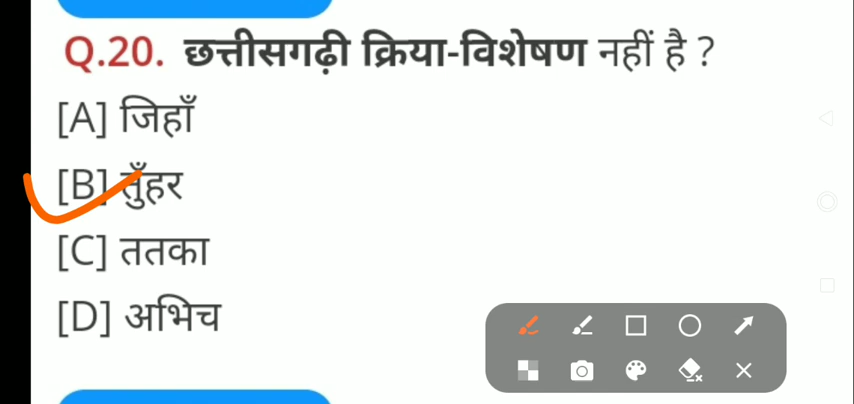 Q.20. छत्तीसगढ़ी क्रिया-विशेषण नहीं है ?
[A] जिहाँ
[B] तुँहर
[C] ततका
[D] अभिच